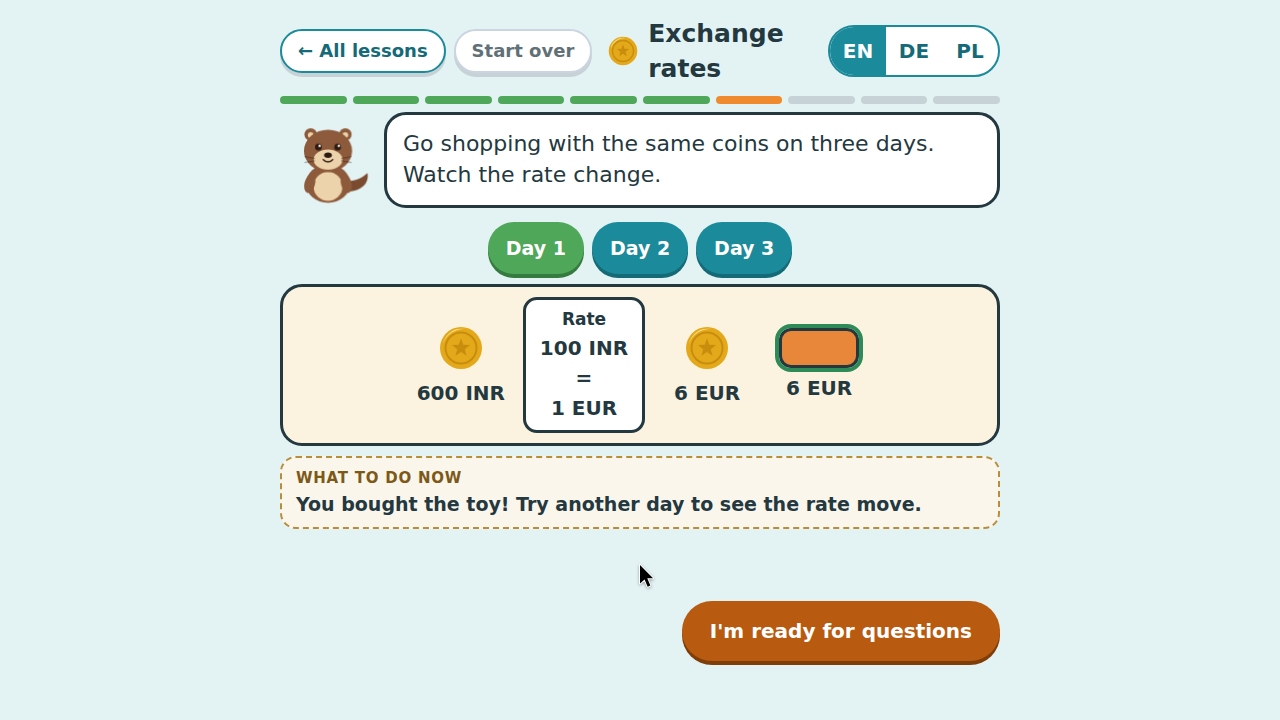 ← All lessons
Start over
Exchange
rates
EN
DE
PL
Go shopping with the same coins on three days.
Watch the rate change.
Day 1
Day 2
Day 3
600 INR
Rate
100 INR
=
1 EUR
6 EUR
6 EUR
WHAT TO DO NOW
You bought the toy! Try another day to see the rate move.
I'm ready for questions